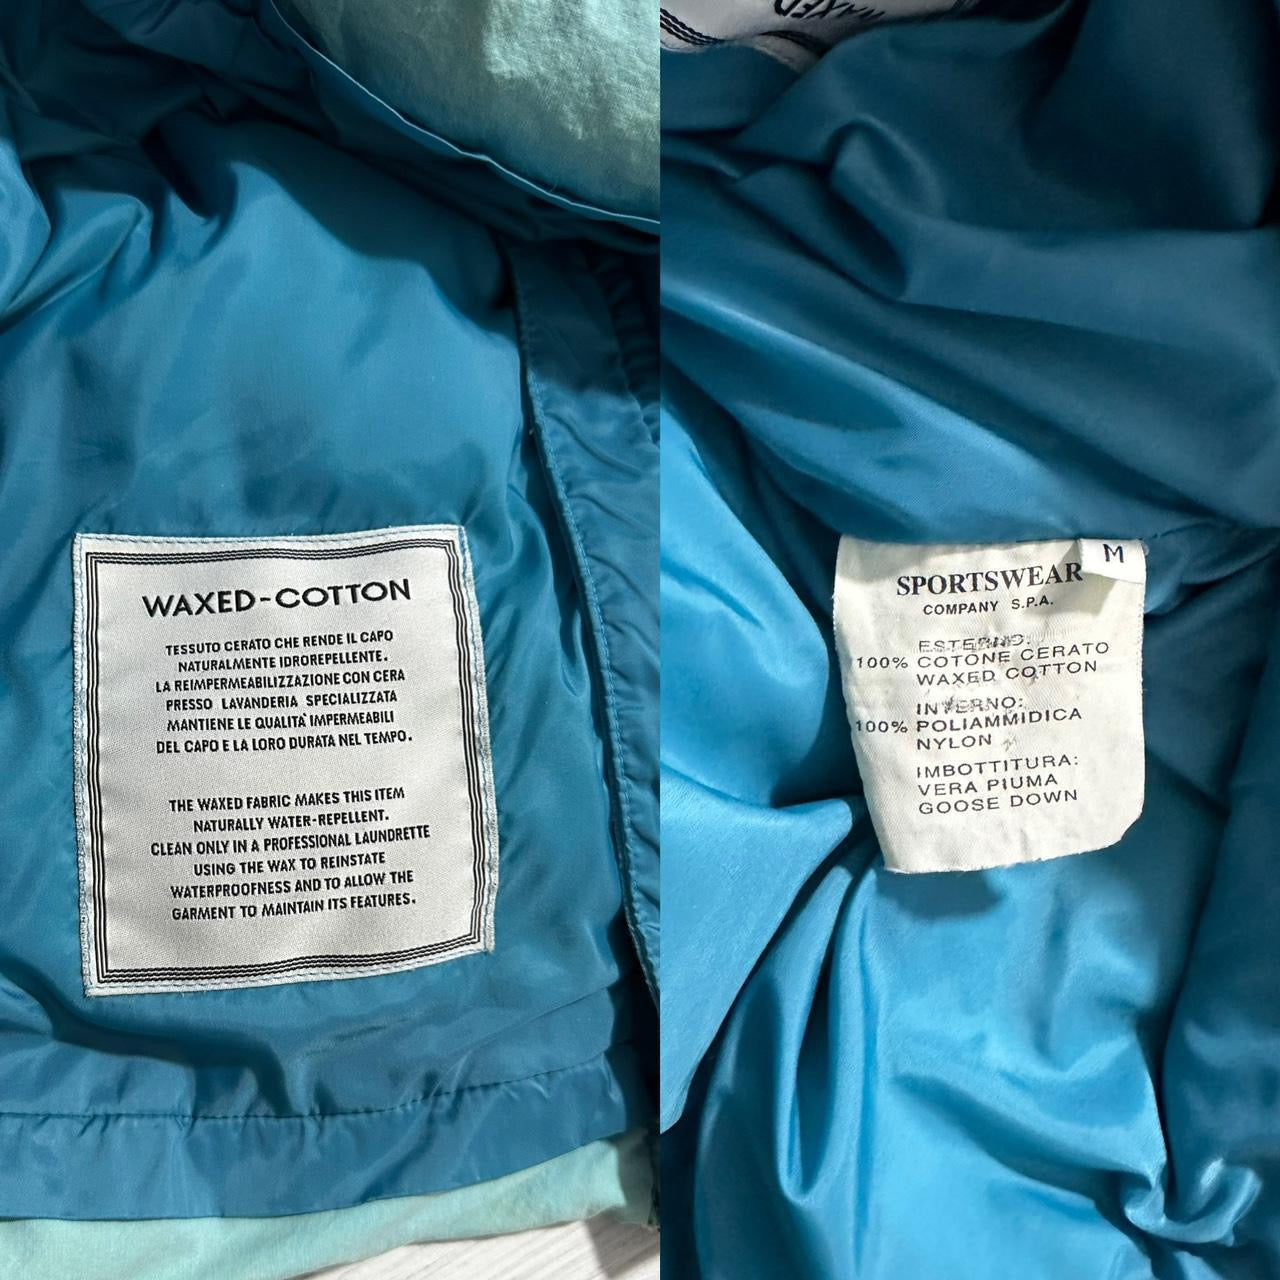 WAXED-COTTON
TESSUTO CERATO CHE RENDE IL CAPO
NATURALMENTE IDROREPELLENTE.
LA REIMPERMEABILIZZAZIONE CON CERA
PRESSO LAVANDERIA SPECIALIZZATA
MANTIENE LE QUALITA' IMPERMEABILI
DEL CAPO E LA LORO DURATA NEL TEMPO.
THE WAXED FABRIC MAKES THIS ITEM
NATURALLY WATER-REPELLENT.
CLEAN ONLY IN A PROFESSIONAL LAUNDRETTE
USING THE WAX TO REINSTATE
WATERPROOFNESS AND TO ALLOW THE
GARMENT TO MAINTAIN ITS FEATURES.
WAXED
M
SPORTSWEAR
COMPANY S.P.A.
ESTERNO:
100% COTONE CERATO
WAXED COTTON
INTERNO:
100% POLIAMMIDICA
NYLON
IMBOTTITURA:
VERA PIUMA
GOOSE DOWN